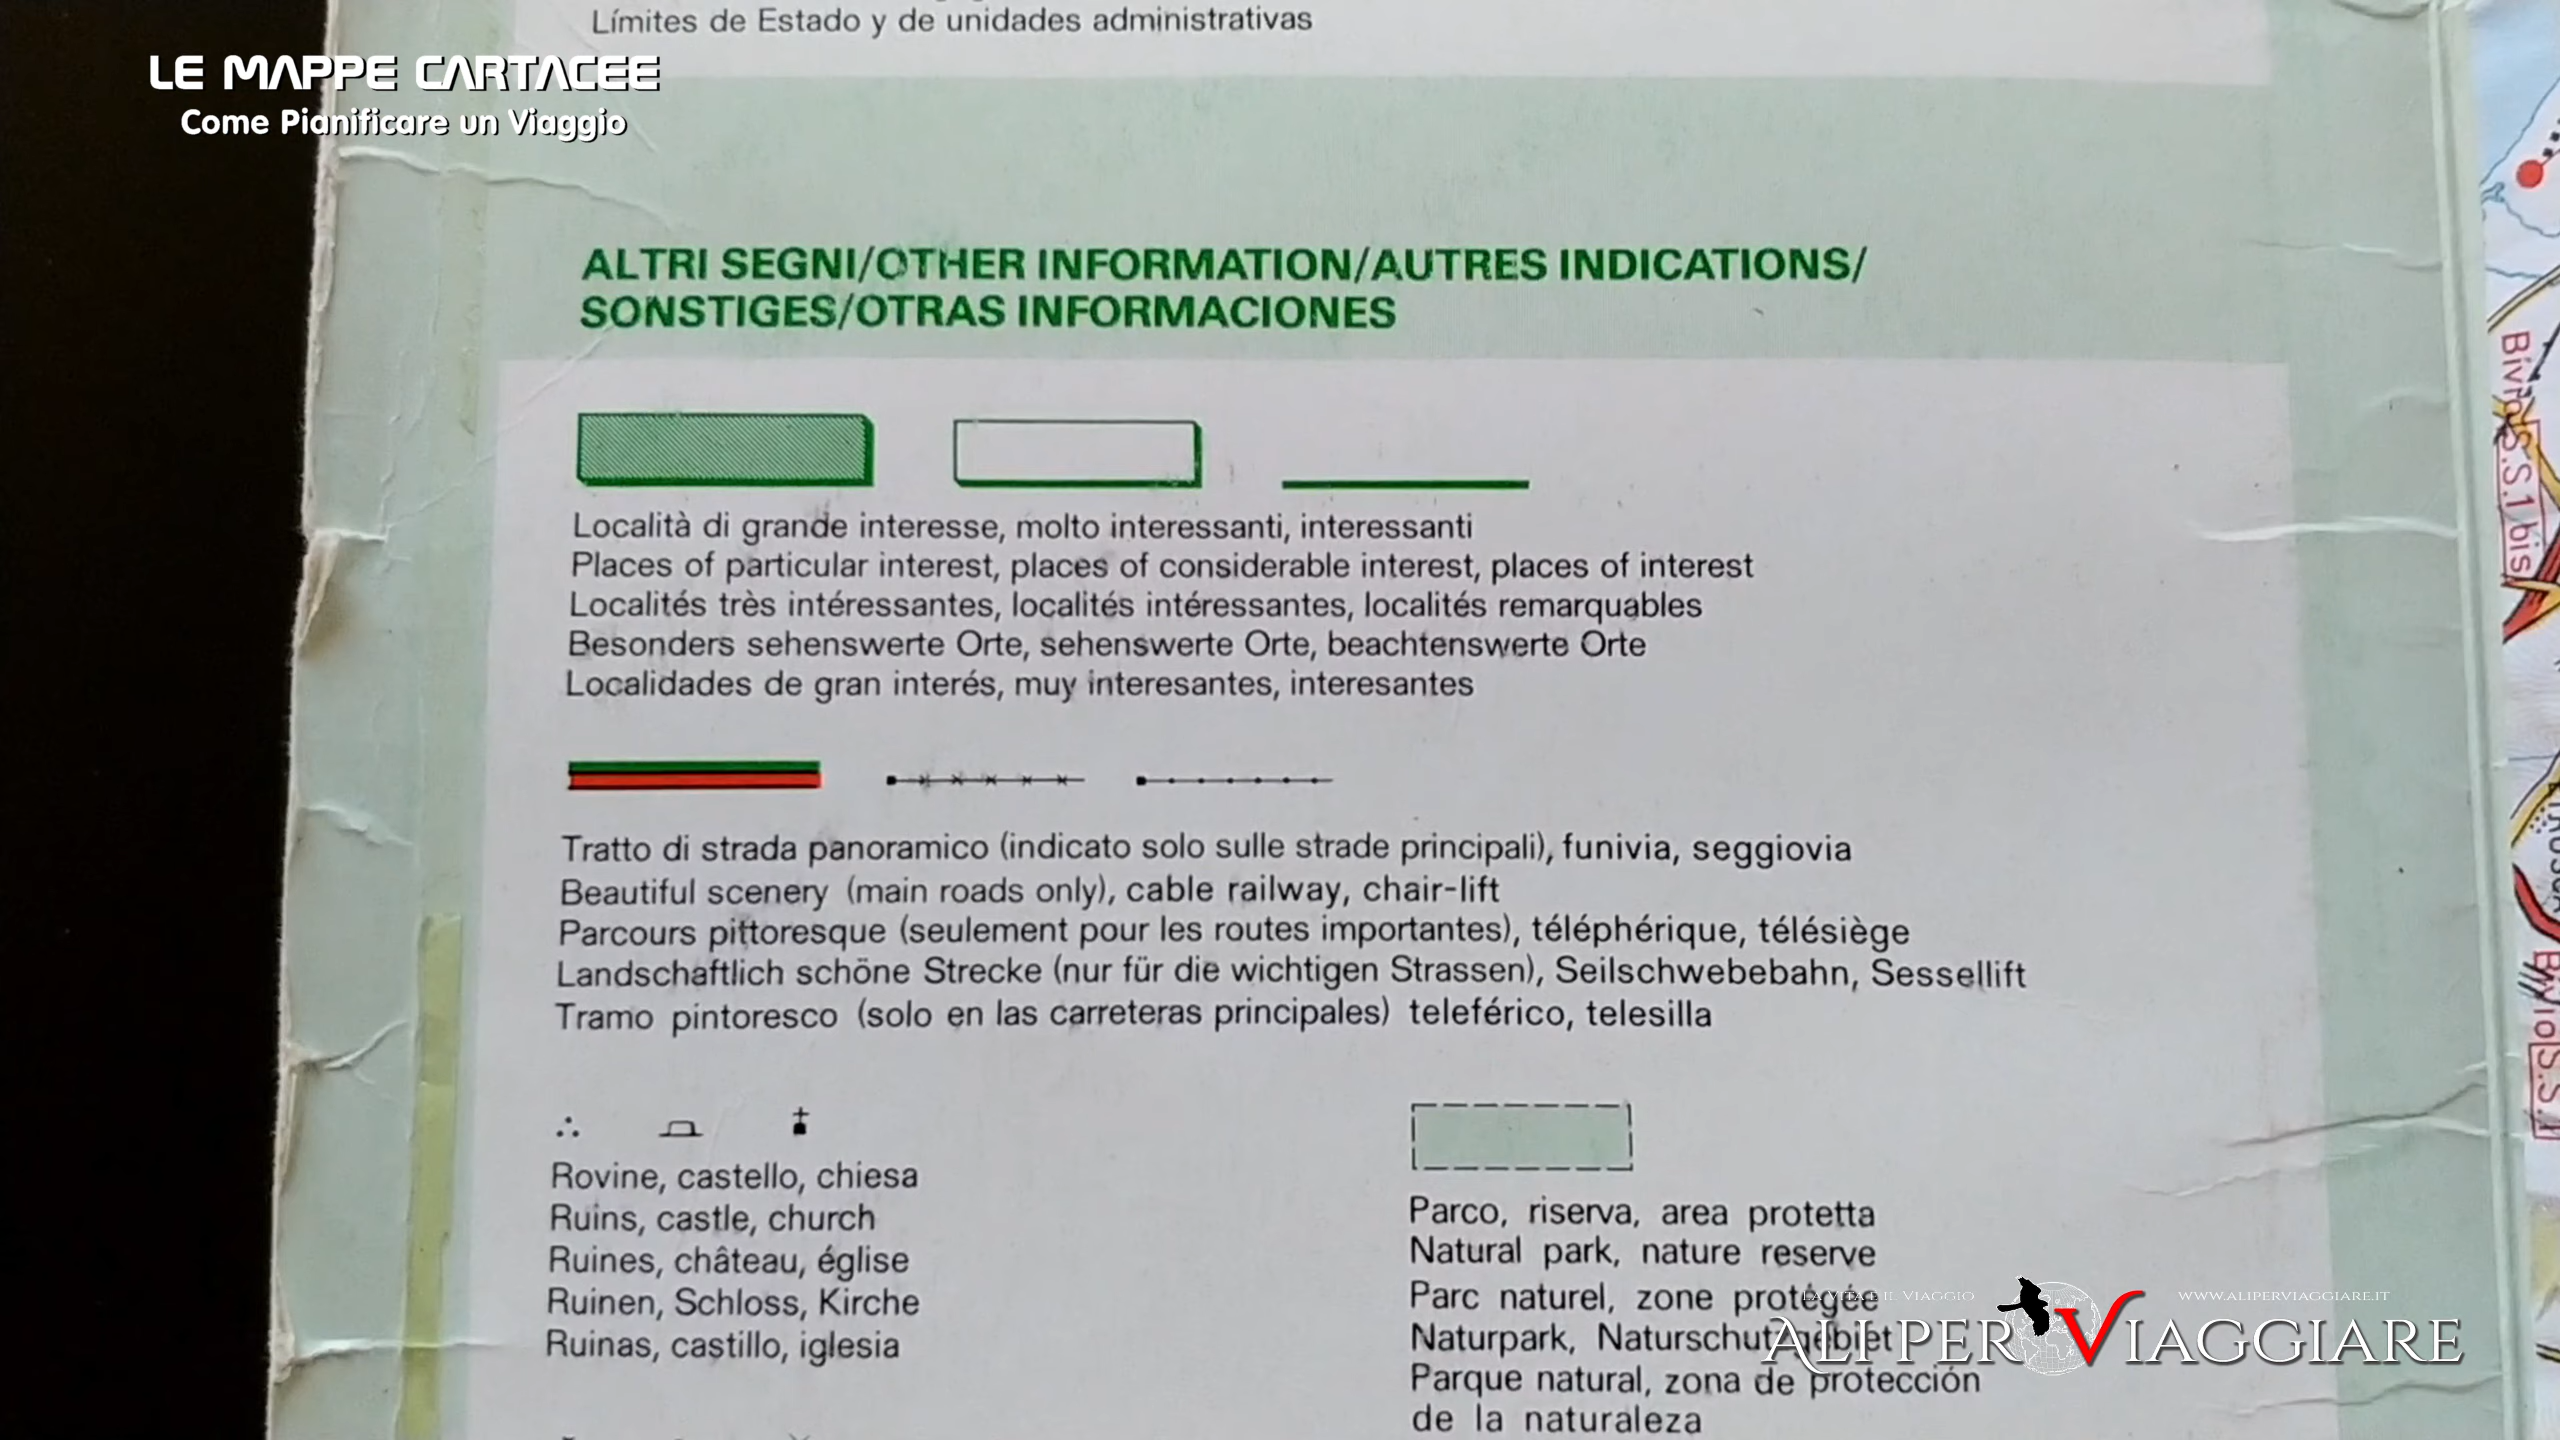 Límites de Estado y de unidades administrativas
LE MAPPE CARTACEE
Come Pianificare un Viaggio
ALTRI SEGNI/OTHER INFORMATION/AUTRES INDICATIONS/
SONSTIGES/OTRAS INFORMACIONES
Località di grande interesse, molto interessanti, interessanti
Places of particular interest, places of considerable interest, places of interest
Localités très intéressantes, localités intéressantes, localités remarquables
Besonders sehenswerte Orte, sehenswerte Orte, beachtenswerte Orte
Localidades de gran interés, muy interesantes, interesantes
Tratto di strada panoramico (indicato solo sulle strade principali), funivia, seggiovia
Beautiful scenery (main roads only), cable railway, chair-lift
Parcours pittoresque (seulement pour les routes importantes), téléphérique, télésiège
Landschaftlich schöne Strecke (nur für die wichtigen Strassen), Seilschwebebahn, Sessellift
Tramo pintoresco (solo en las carreteras principales) teleférico, telesilla
Rovine, castello, chiesa
Ruins, castle, church
Ruines, château, église
Ruinen, Schloss, Kirche
Ruinas, castillo, iglesia
Parco, riserva, area protetta
Natural park, nature reserve
Parc naturel, zone protégée
Naturpark, Naturschutzgebiet
Parque natural, zona de protección
de la naturaleza
LA VITA È IL VIAGGIO
WWW.ALIPERVIAGGIARE.IT
ALI PER VIAGGIARE
Bivio S.S.1 bis
Bivio S.S.1